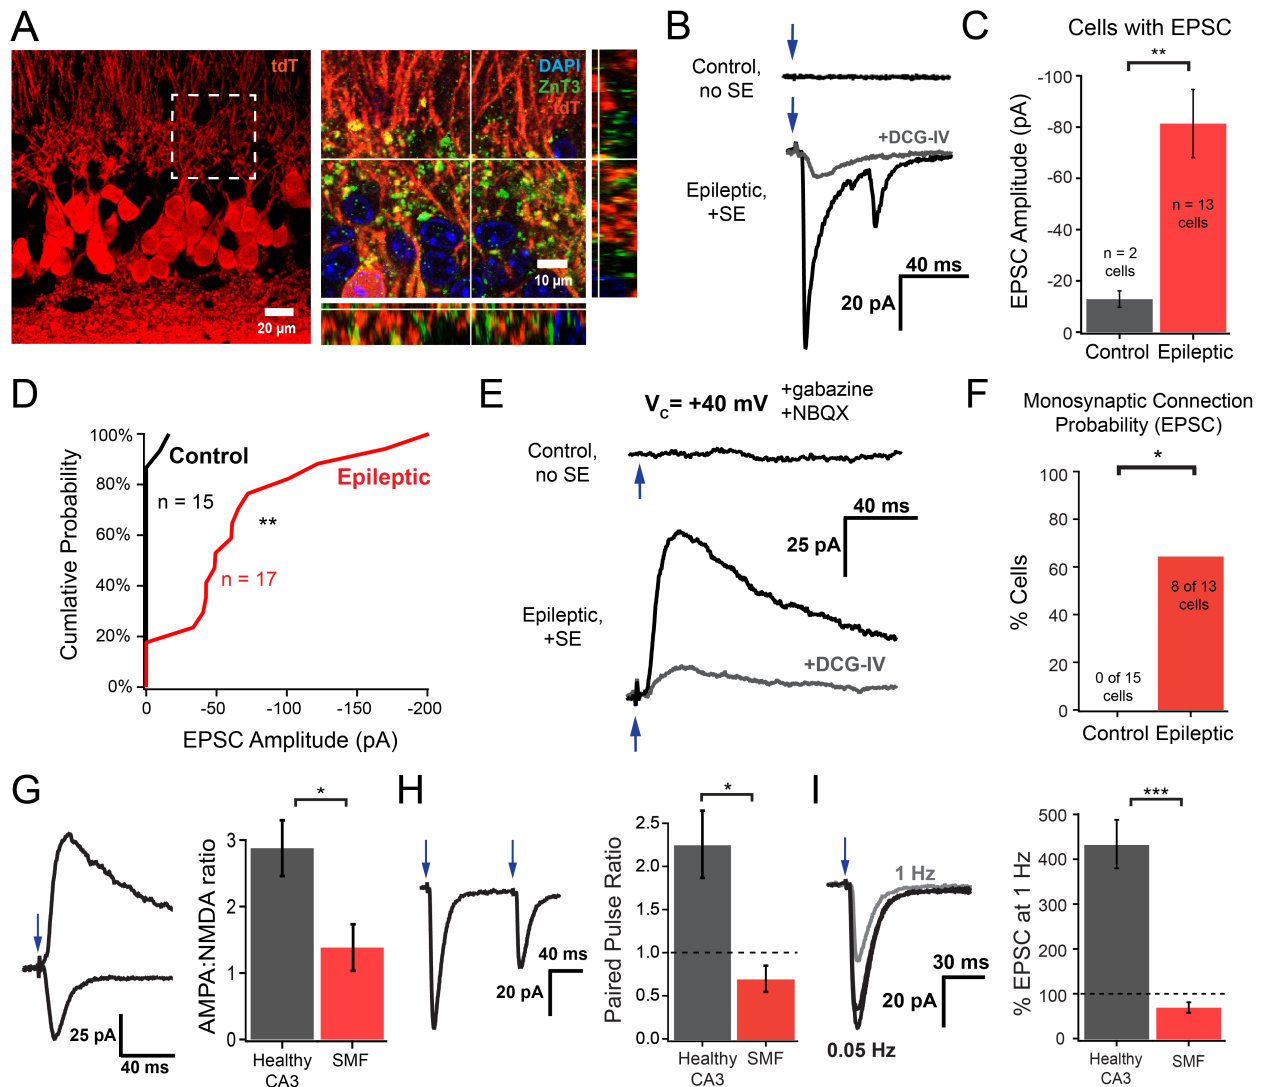 A
tdT
20 µm
DAPI
ZnT3
tdT
10 µm
B
Control,
no SE
+DCG-IV
Epileptic,
+SE
40 ms
20 pA
C
Cells with EPSC
**
EPSC Amplitude (pA)
-100
-80
-60
-40
-20
0
n = 2
cells
n = 13
cells
Control
Epileptic
D
Cumulative Probability
100%
80%
60%
40%
20%
0%
Control
n = 15
Epileptic
**
n = 17
0
-50
-100
-150
-200
EPSC Amplitude (pA)
E
Vc= +40 mV
+gabazine
+NBQX
Control,
no SE
40 ms
25 pA
Epileptic,
+SE
+DCG-IV
F
Monosynaptic Connection
Probability (EPSC)
*
% Cells
100
80
60
40
20
0
0 of 15
cells
8 of 13
cells
Control
Epileptic
G
25 pA
40 ms
*
AMPA:NMDA ratio
3
2
1
0
Healthy
CA3
SMF
H
40 ms
20 pA
*
Paired Pulse Ratio
2.5
2.0
1.5
1.0
0.5
0.0
Healthy
CA3
SMF
I
1 Hz
0.05 Hz
30 ms
20 pA
***
% EPSC at 1 Hz
500
400
300
200
100
0
Healthy
CA3
SMF